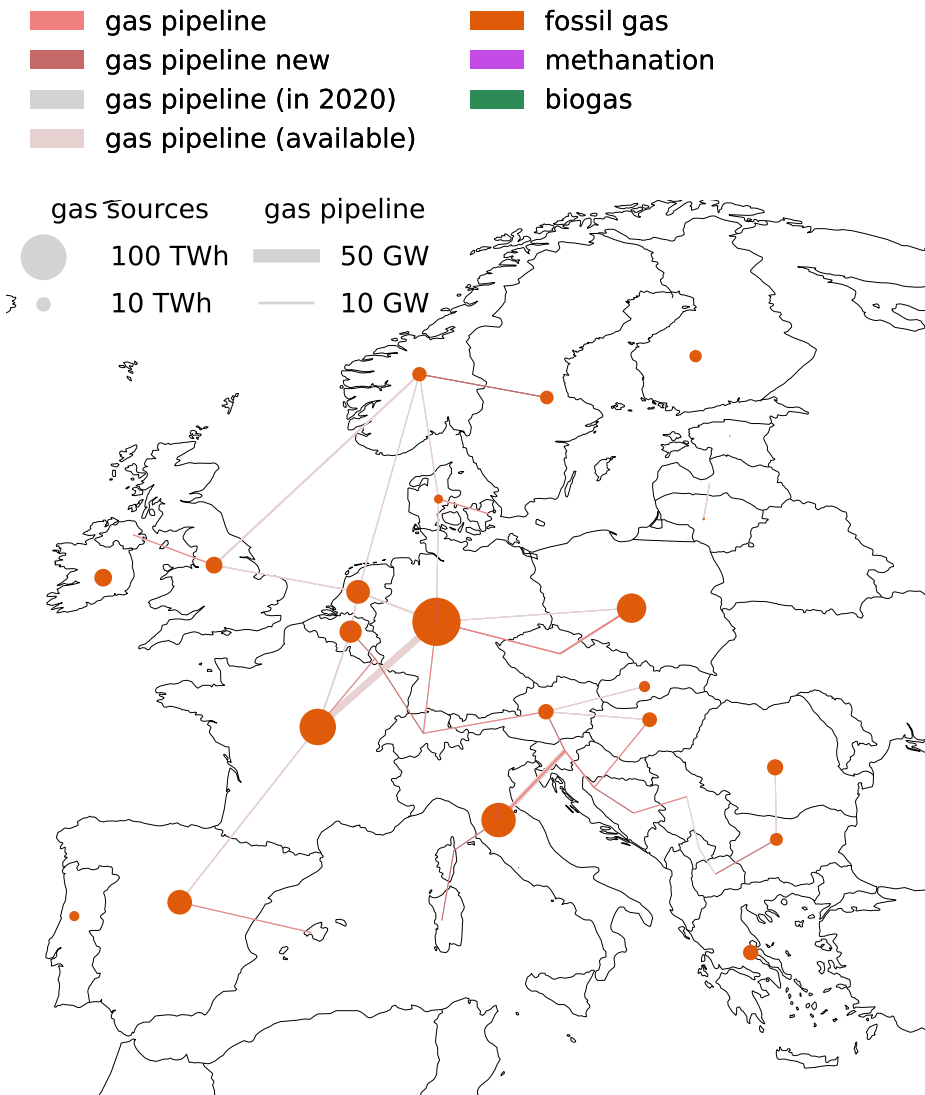 gas pipeline
gas pipeline new
gas pipeline (in 2020)
gas pipeline (available)
fossil gas
methanation
biogas
gas sources
100 TWh
10 TWh
gas pipeline
50 GW
10 GW